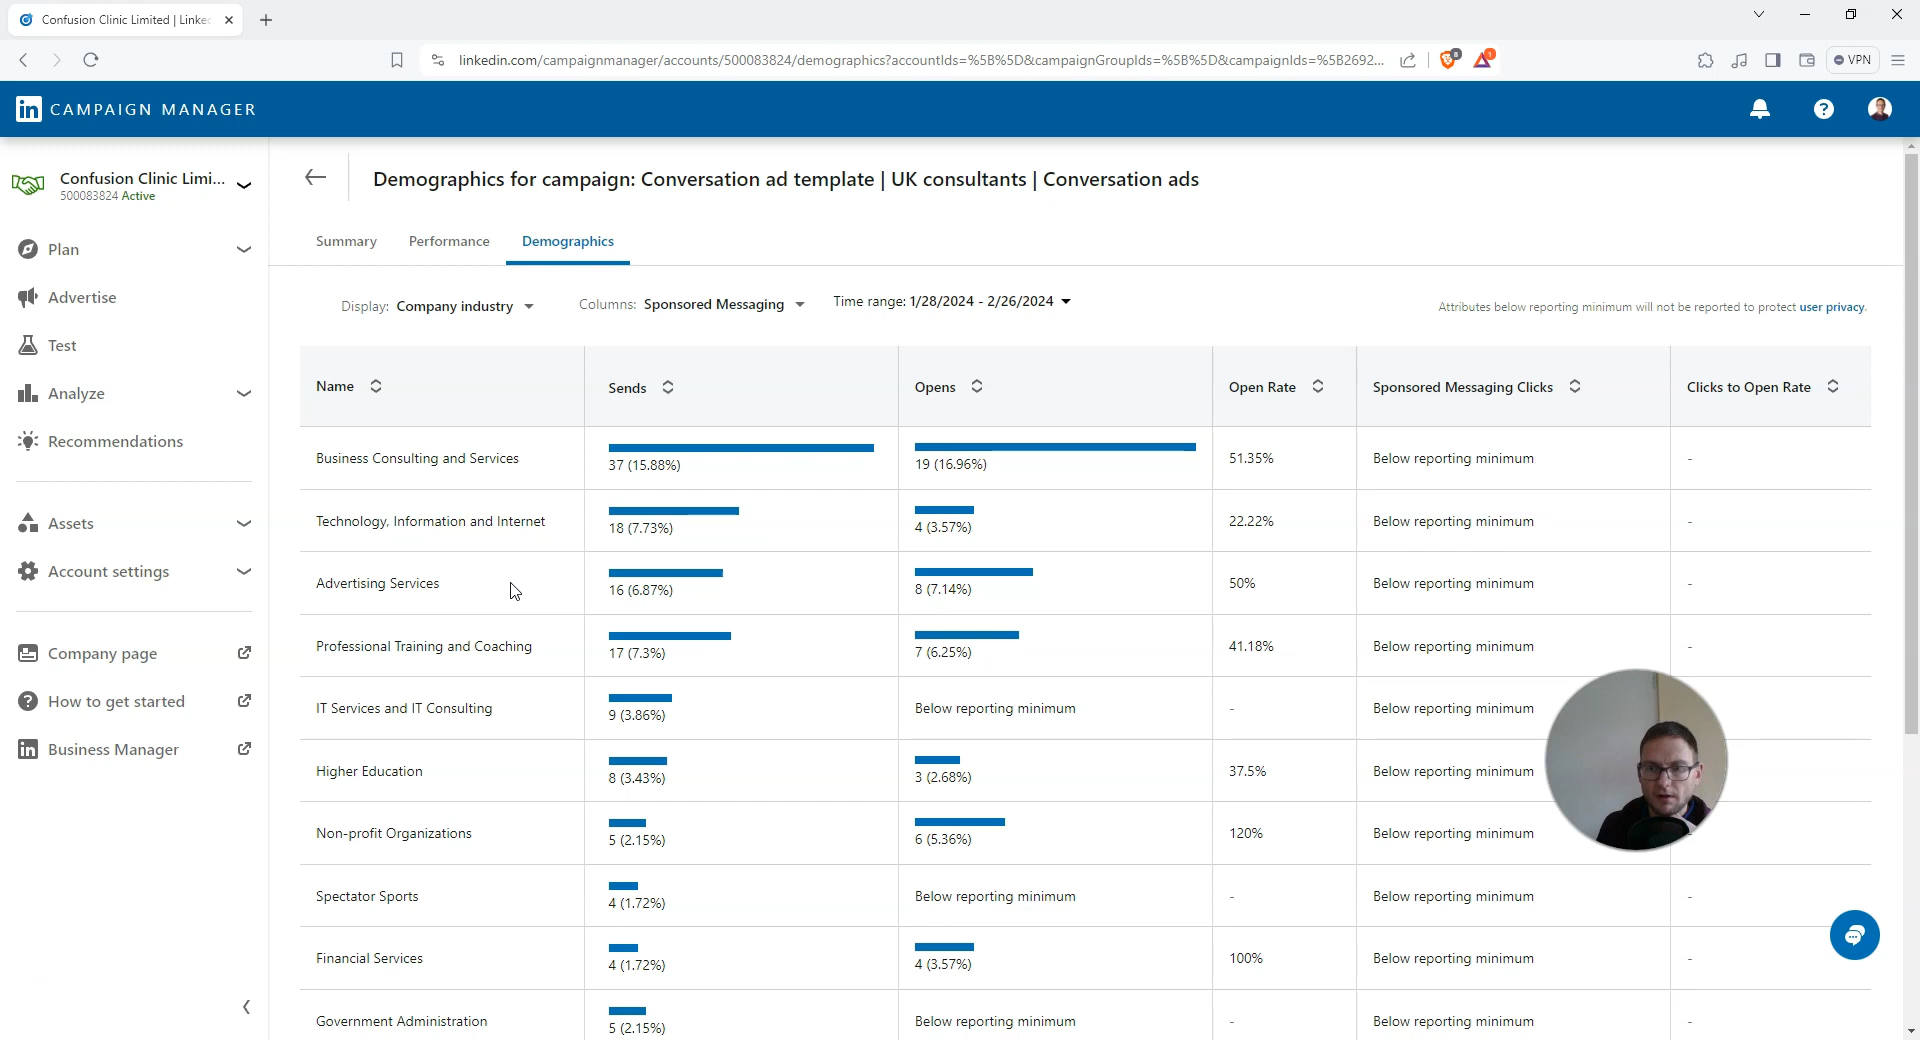 Confusion Clinic Limited | Linke
linkedin.com/campaignmanager/accounts/500083824/demographics?accountIds=%5B%5D&campaignGroupIds=%5B%5D&campaignIds=%5B2692...
8
1
VPN
in CAMPAIGN MANAGER
Confusion Clinic Limi...
500083824 Active
Plan
Advertise
Test
Analyze
Recommendations
Assets
Account settings
Company page
How to get started
in Business Manager
Demographics for campaign: Conversation ad template | UK consultants | Conversation ads
Summary Performance Demographics
Display: Company industry Columns: Sponsored Messaging Time range: 1/28/2024 - 2/26/2024
Attributes below reporting minimum will not be reported to protect user privacy.
Name Sends Opens Open Rate Sponsored Messaging Clicks Clicks to Open Rate
Business Consulting and Services 37 (15.88%) 19 (16.96%) 51.35% Below reporting minimum -
Technology, Information and Internet 18 (7.73%) 4 (3.57%) 22.22% Below reporting minimum -
Advertising Services 16 (6.87%) 8 (7.14%) 50% Below reporting minimum -
Professional Training and Coaching 17 (7.3%) 7 (6.25%) 41.18% Below reporting minimum -
IT Services and IT Consulting 9 (3.86%) Below reporting minimum - Below reporting minimum
Higher Education 8 (3.43%) 3 (2.68%) 37.5% Below reporting minimum
Non-profit Organizations 5 (2.15%) 6 (5.36%) 120% Below reporting minimum
Spectator Sports 4 (1.72%) Below reporting minimum - Below reporting minimum -
Financial Services 4 (1.72%) 4 (3.57%) 100% Below reporting minimum -
Government Administration 5 (2.15%) Below reporting minimum - Below reporting minimum -